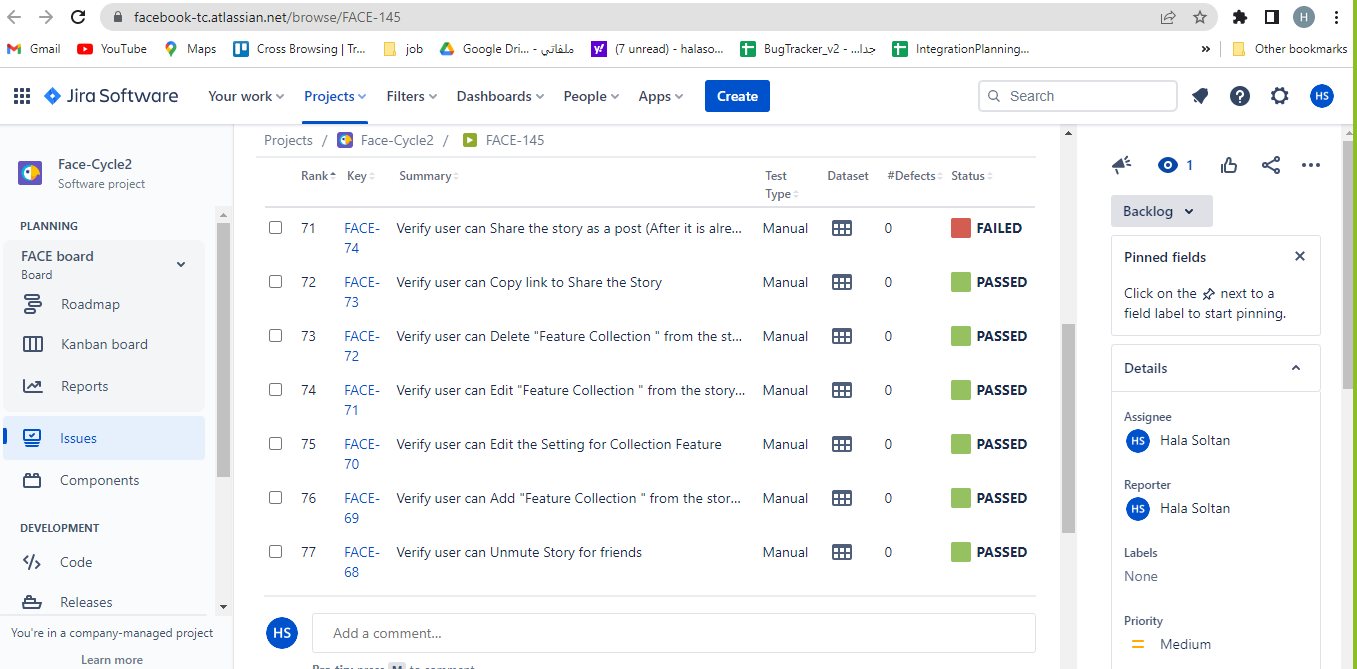 facebook-tc.atlassian.net/browse/FACE-145
H
Gmail YouTube Maps Cross Browsing | Tr... job Google Dri... - ملفاتي (7 unread) - halaso... BugTracker_v2 - جدا... IntegrationPlanning... » Other bookmarks
Jira Software Your work Projects Filters Dashboards People Apps Create Search HS
Face-Cycle2
Software project
PLANNING
FACE board
Board
Roadmap
Kanban board
Reports
Issues
Components
DEVELOPMENT
Code
Releases
You're in a company-managed project
Learn more
Projects / Face-Cycle2 / FACE-145
Rank Key Summary Test Type Dataset #Defects Status
71 FACE-74 Verify user can Share the story as a post (After it is alre... Manual 0 FAILED
72 FACE-73 Verify user can Copy link to Share the Story Manual 0 PASSED
73 FACE-72 Verify user can Delete "Feature Collection " from the st... Manual 0 PASSED
74 FACE-71 Verify user can Edit "Feature Collection " from the story... Manual 0 PASSED
75 FACE-70 Verify user can Edit the Setting for Collection Feature Manual 0 PASSED
76 FACE-69 Verify user can Add "Feature Collection " from the stor... Manual 0 PASSED
77 FACE-68 Verify user can Unmute Story for friends Manual 0 PASSED
HS Add a comment...
Pro tip: press M to comment
1
Backlog
Pinned fields
Click on the next to a
field label to start pinning.
Details
Assignee
HS Hala Soltan
Reporter
HS Hala Soltan
Labels
None
Priority
Medium